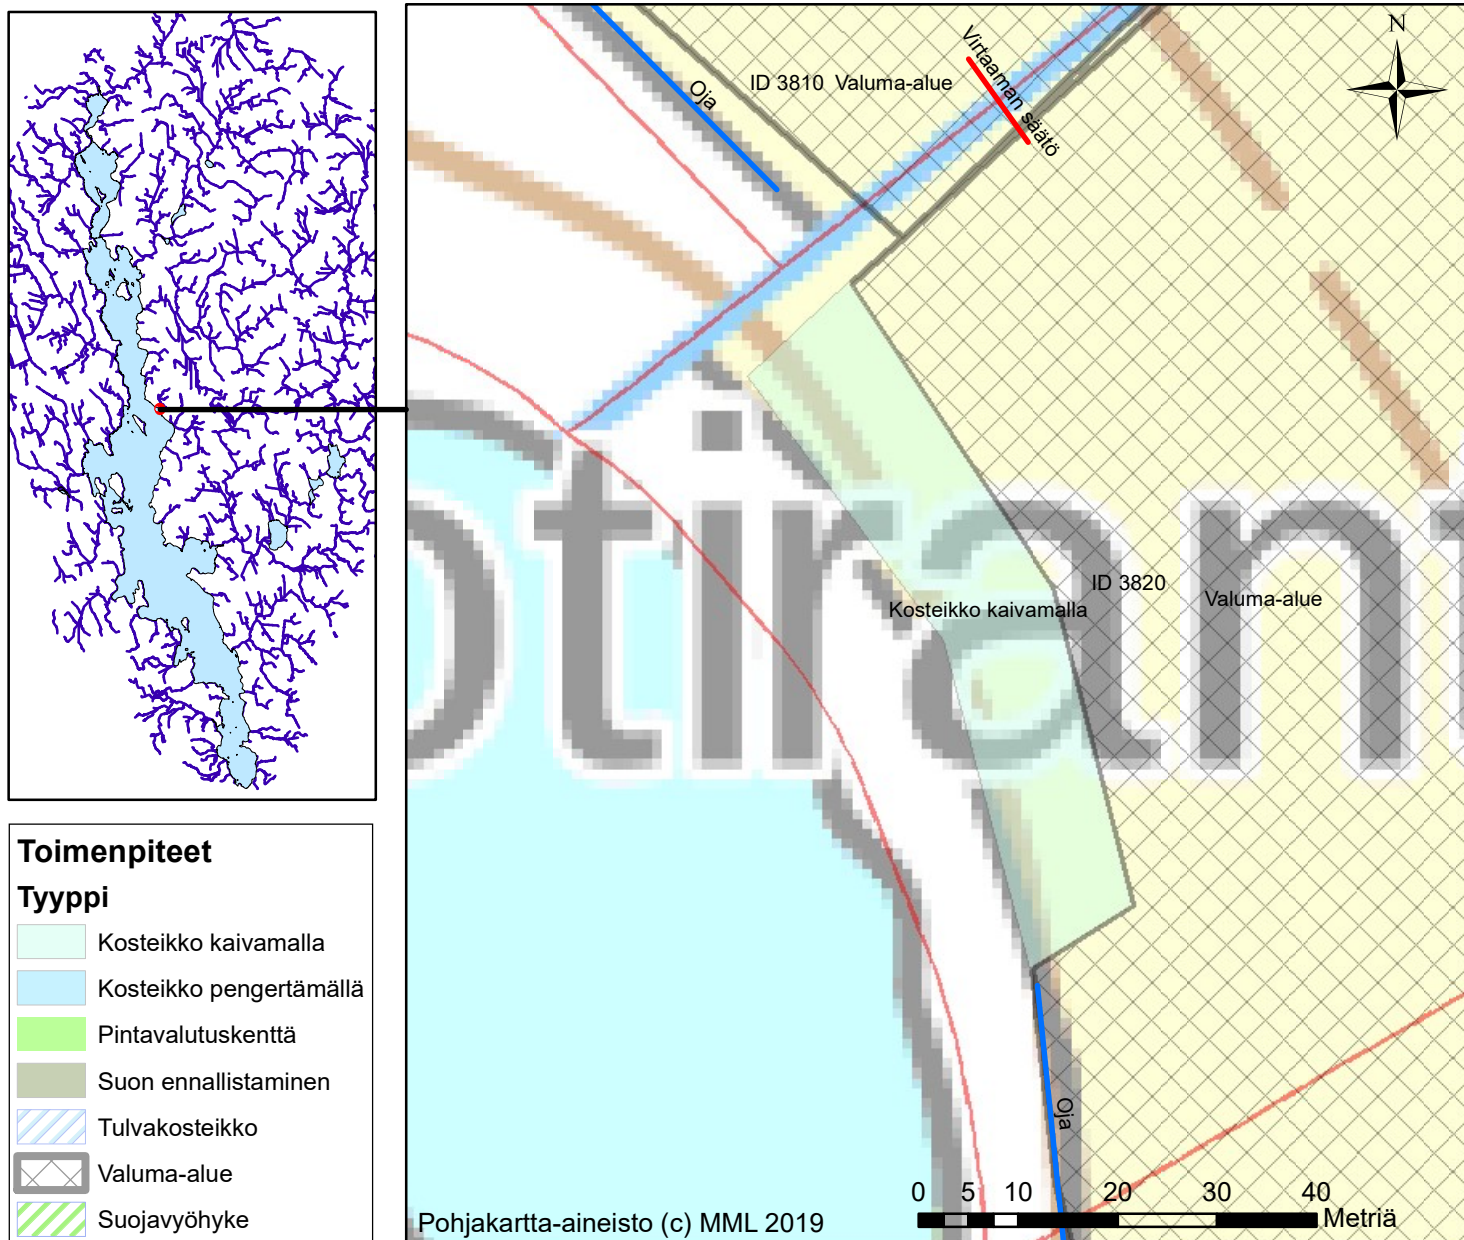 N
Virtaaman säätö
ID 3810 Valuma-alue
Oja
otirant
ID 3820
Valuma-alue
Kosteikko kaivamalla
Oja
Toimenpiteet
Tyyppi
Kosteikko kaivamalla
Kosteikko pengertämällä
Pintavalutuskenttä
Suon ennallistaminen
Tulvakosteikko
Valuma-alue
Suojavyöhyke
0 5 10 20 30 40
Metriä
Pohjakartta-aineisto (c) MML 2019